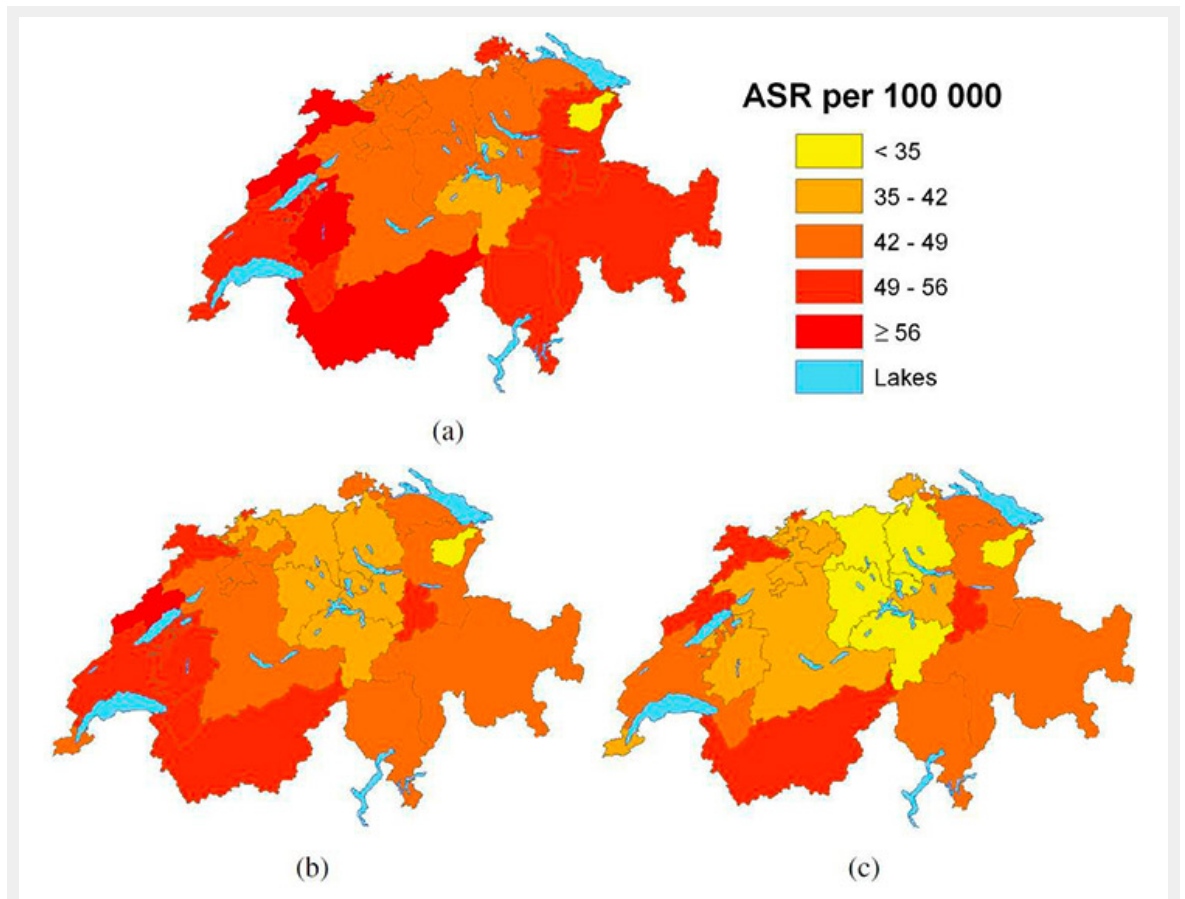 ASR per 100 000
< 35
35 - 42
42 - 49
49 - 56
≥ 56
Lakes
(a)
(b)
(c)